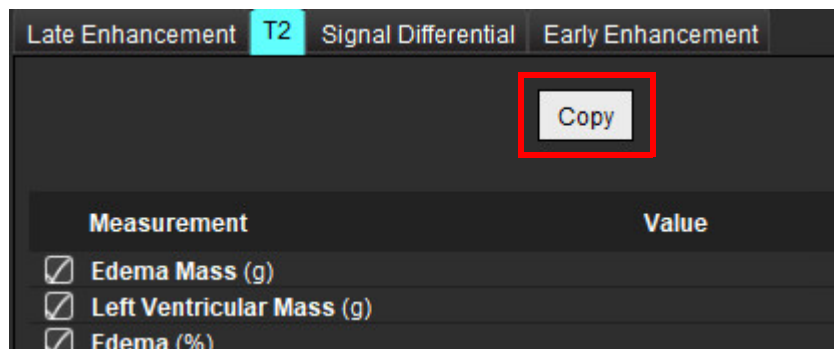 Late Enhancement T2 Signal Differential Early Enhancement
Copy
Measurement Value
Edema Mass (g)
Left Ventricular Mass (g)
Edema (%)